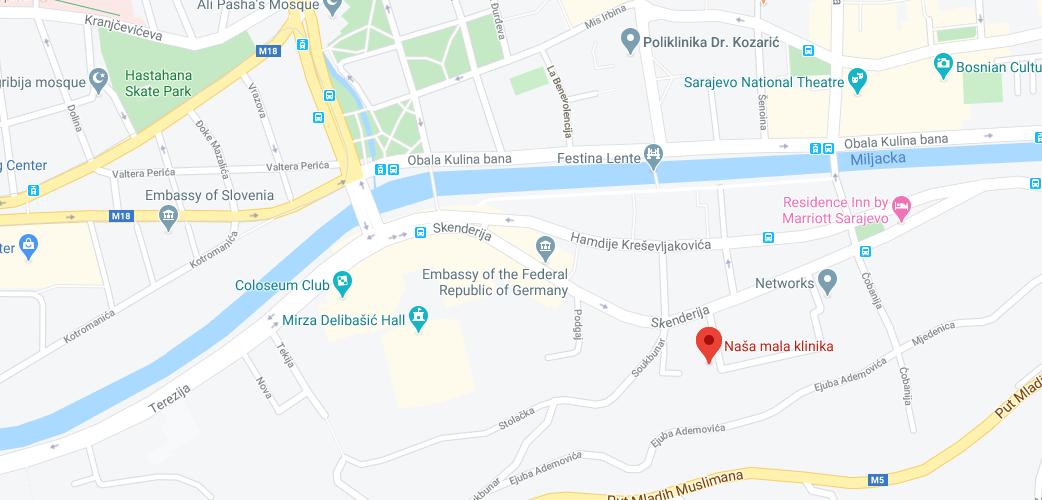 Ali Pasha's Mosque
Kranjčevićeva
M18
Mis Irbina
Poliklinika Dr. Kozarić
Hastahana
Skate Park
gribija mosque
Dolina
Vrazova
Đoke Mazalića
La Benevolencija
Sarajevo National Theatre
Bosnian Cultu
Šenoina
Valtera Perića
Valtera Perića
Obala Kulina bana
Festina Lente
Obala Kulina bana
Miljacka
g Center
Embassy of Slovenia
M18
Residence Inn by
Marriott Sarajevo
ter
Kotromanića
Skenderija
Hamdije Kreševljakovića
Embassy of the Federal
Republic of Germany
Coloseum Club
Networks
Čobanija
Mirza Delibašić Hall
Podgaj
Skenderija
Kotromanića
Tekija
Soukbunar
Naša mala klinika
Mjedenica
Nova
Terezija
Ejuba Ademovića
Čobanija
Stolačka
Ejuba Ademovića
Put Mladi
Ejuba Ademovića
Soukbunar
Put Mladih Muslimana
M5